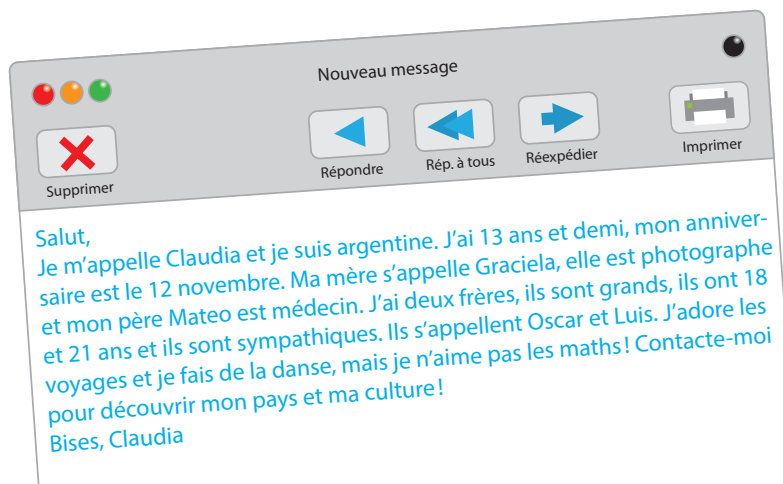 Nouveau message
Supprimer
Répondre
Rép. à tous
Réexpédier
Imprimer
Salut,
Je m'appelle Claudia et je suis argentine. J'ai 13 ans et demi, mon anniver-
saire est le 12 novembre. Ma mère s'appelle Graciela, elle est photographe
et mon père Mateo est médecin. J'ai deux frères, ils sont grands, ils ont 18
et 21 ans et ils sont sympathiques. Ils s'appellent Oscar et Luis. J'adore les
voyages et je fais de la danse, mais je n'aime pas les maths ! Contacte-moi
pour découvrir mon pays et ma culture !
Bises, Claudia